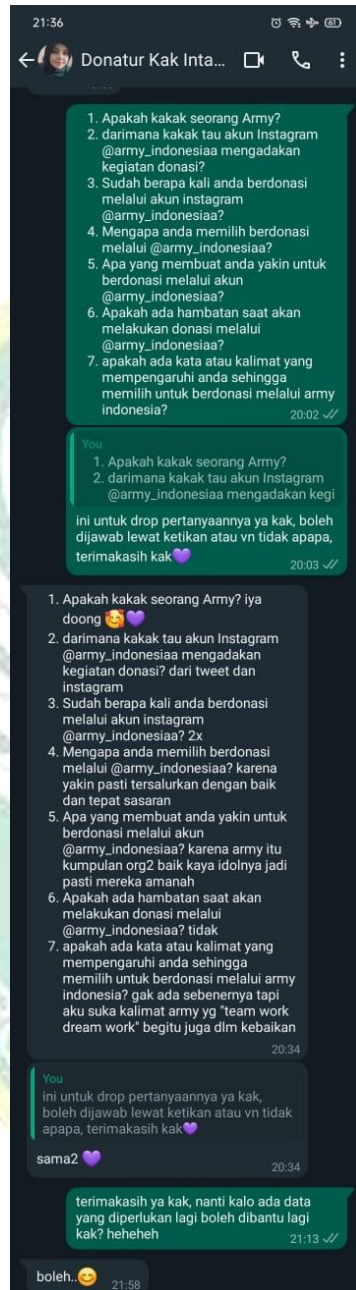 21:36
61
Donatur Kak Inta...
1. Apakah kakak seorang Army?
2. darimana kakak tau akun Instagram
@army_indonesiaa mengadakan
kegiatan donasi?
3. Sudah berapa kali anda berdonasi
melalui akun instagram
@army_indonesiaa?
4. Mengapa anda memilih berdonasi
melalui @army_indonesiaa?
5. Apa yang membuat anda yakin untuk
berdonasi melalui akun
@army_indonesiaa?
6. Apakah ada hambatan saat akan
melakukan donasi melalui
@army_indonesiaa?
7. apakah ada kata atau kalimat yang
mempengaruhi anda sehingga
memilih untuk berdonasi melalui army
indonesia?
20:02
You
1. Apakah kakak seorang Army?
2. darimana kakak tau akun Instagram
@army_indonesiaa mengadakan kegi
ini untuk drop pertanyaannya ya kak, boleh
dijawab lewat ketikan atau vn tidak apapa,
terimakasih kak💜
20:03
1. Apakah kakak seorang Army? iya
doong 🥰💜
2. darimana kakak tau akun Instagram
@army_indonesiaa mengadakan
kegiatan donasi? dari tweet dan
instagram
3. Sudah berapa kali anda berdonasi
melalui akun instagram
@army_indonesiaa? 2x
4. Mengapa anda memilih berdonasi
melalui @army_indonesiaa? karena
yakin pasti tersalurkan dengan baik
dan tepat sasaran
5. Apa yang membuat anda yakin untuk
berdonasi melalui akun
@army_indonesiaa? karena army itu
kumpulan org2 baik kaya idolnya jadi
pasti mereka amanah
6. Apakah ada hambatan saat akan
melakukan donasi melalui
@army_indonesiaa? tidak
7. apakah ada kata atau kalimat yang
mempengaruhi anda sehingga
memilih untuk berdonasi melalui army
indonesia? gak ada sebenernya tapi
aku suka kalimat army yg "team work
dream work" begitu juga dlm kebaikan
20:34
You
ini untuk drop pertanyaannya ya kak,
boleh dijawab lewat ketikan atau vn tidak
apapa, terimakasih kak💜
sama2 💜
20:34
terimakasih ya kak, nanti kalo ada data
yang diperlukan lagi boleh dibantu lagi
kak? heheheh
21:13
boleh..😊
21:58